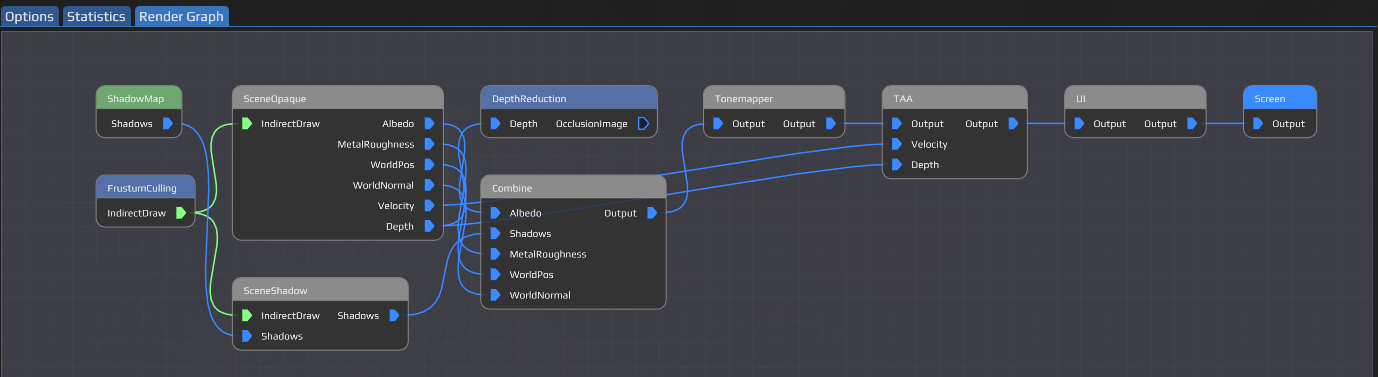 Options Statistics Render Graph
ShadowMap
Shadows
FrustumCulling
IndirectDraw
SceneOpaque
IndirectDraw Albedo
MetalRoughness
WorldPos
WorldNormal
Velocity
Depth
SceneShadow
IndirectDraw Shadows
Shadows
DepthReduction
Depth OcclusionImage
Combine
Albedo Output
Shadows
MetalRoughness
WorldPos
WorldNormal
Tonemapper
Output Output
TAA
Output Output
Velocity
Depth
UI
Output Output
Screen
Output